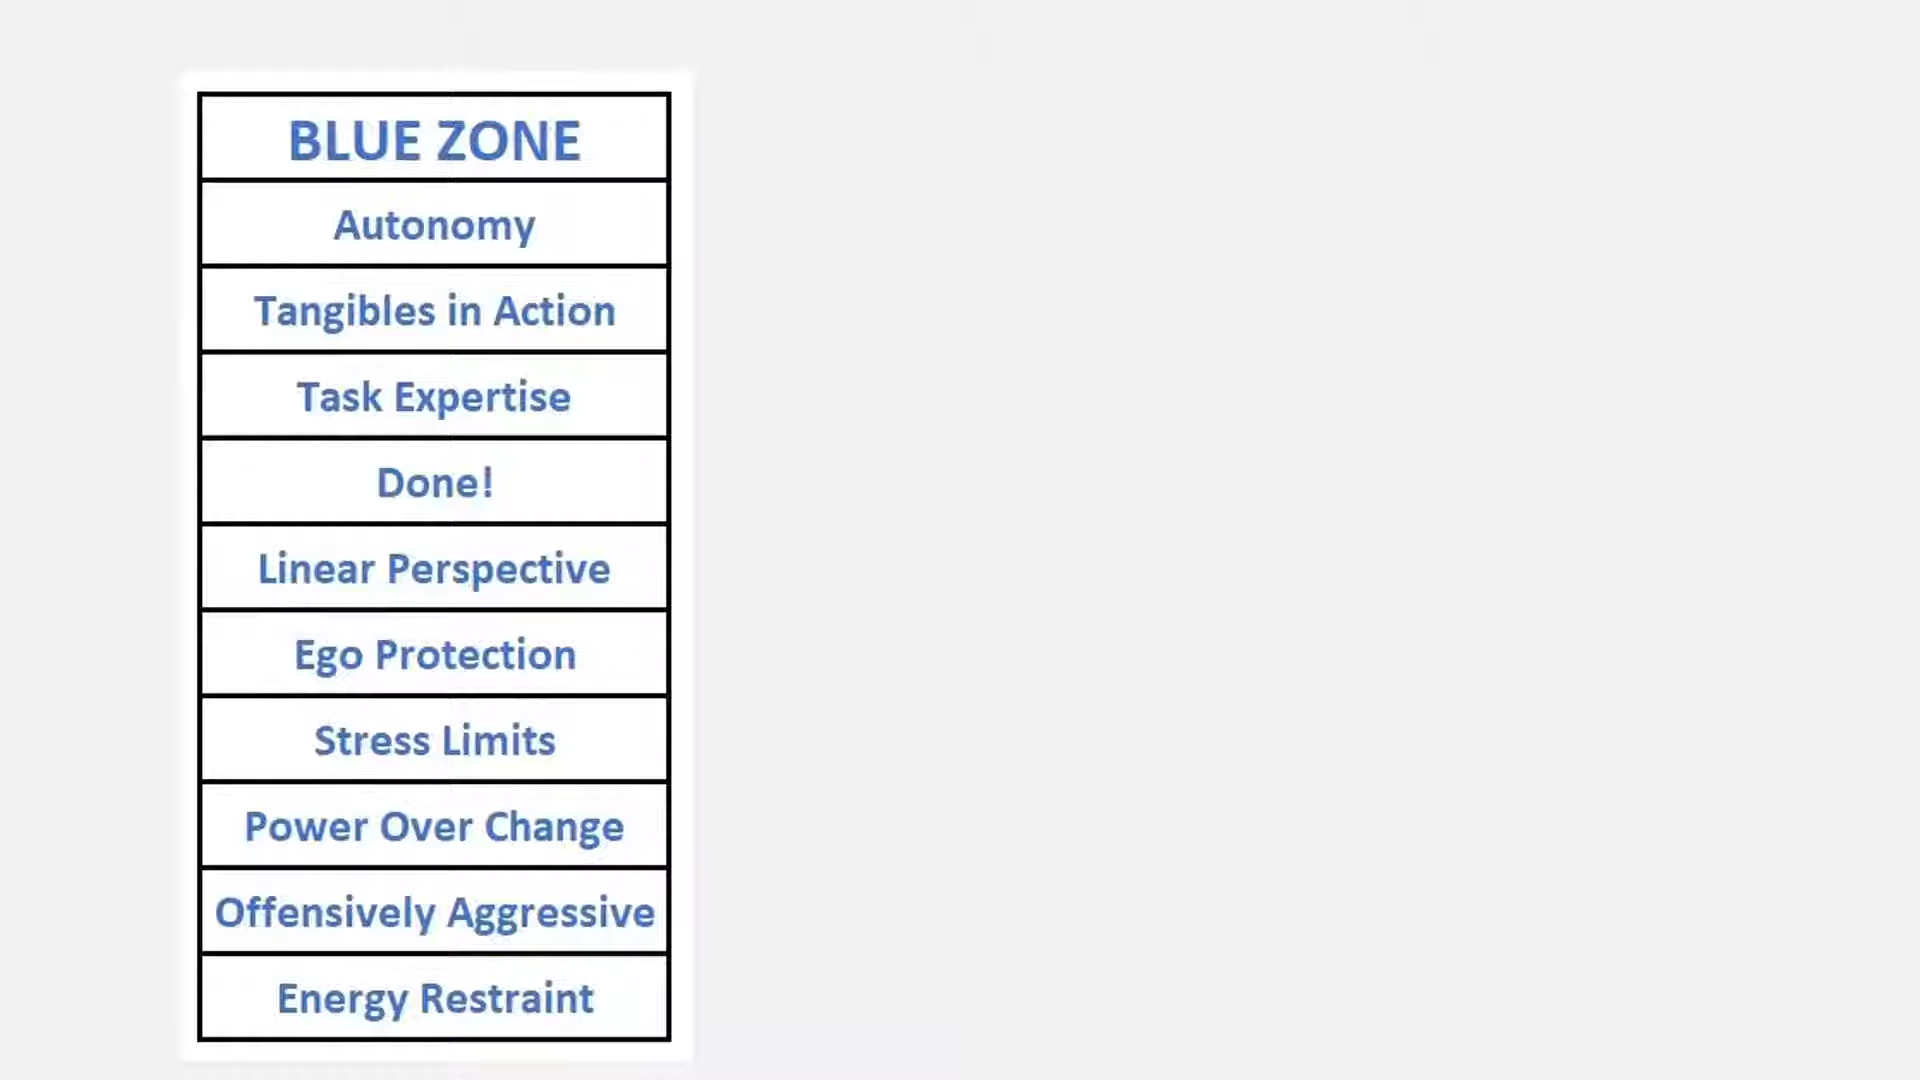 BLUE ZONE
Autonomy
Tangibles in Action
Task Expertise
Done!
Linear Perspective
Ego Protection
Stress Limits
Power Over Change
Offensively Aggressive
Energy Restraint